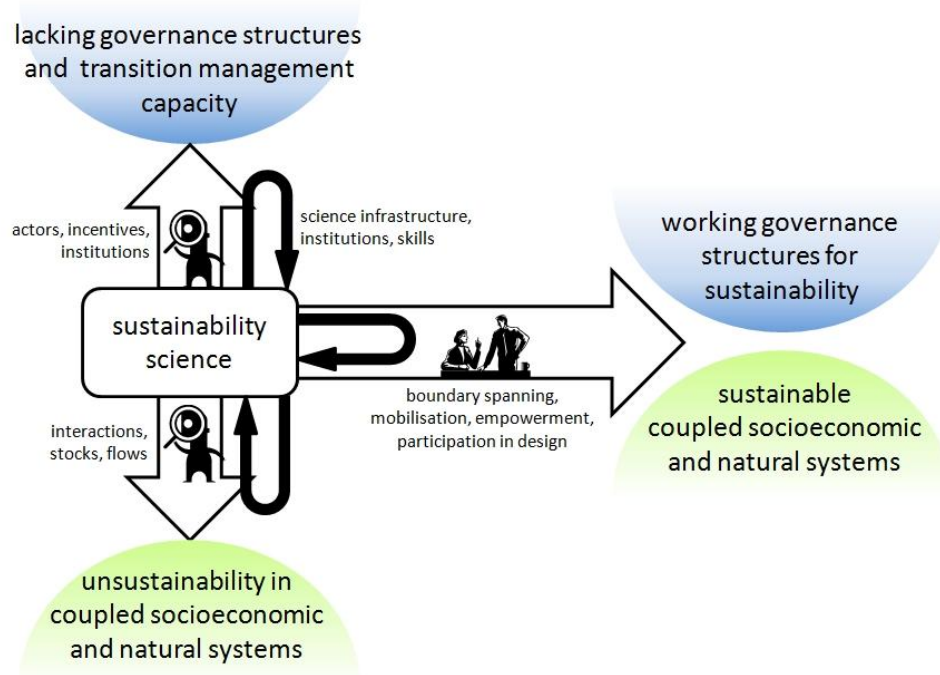 lacking governance structures
and transition management
capacity
actors, incentives,
institutions
science infrastructure,
institutions, skills
working governance
structures for
sustainability
sustainability
science
boundary spanning,
mobilisation, empowerment,
participation in design
sustainable
coupled socioeconomic
and natural systems
interactions,
stocks, flows
unsustainability in
coupled socioeconomic
and natural systems